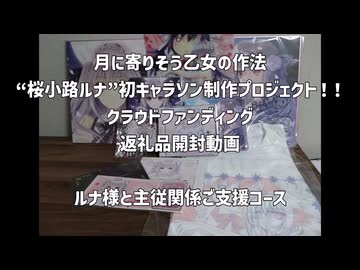 月に寄りそう乙女の作法
“桜小路ルナ”初キャラソン制作プロジェクト！！
クラウドファンディング
返礼品開封動画
ルナ様と主従関係ご支援コース